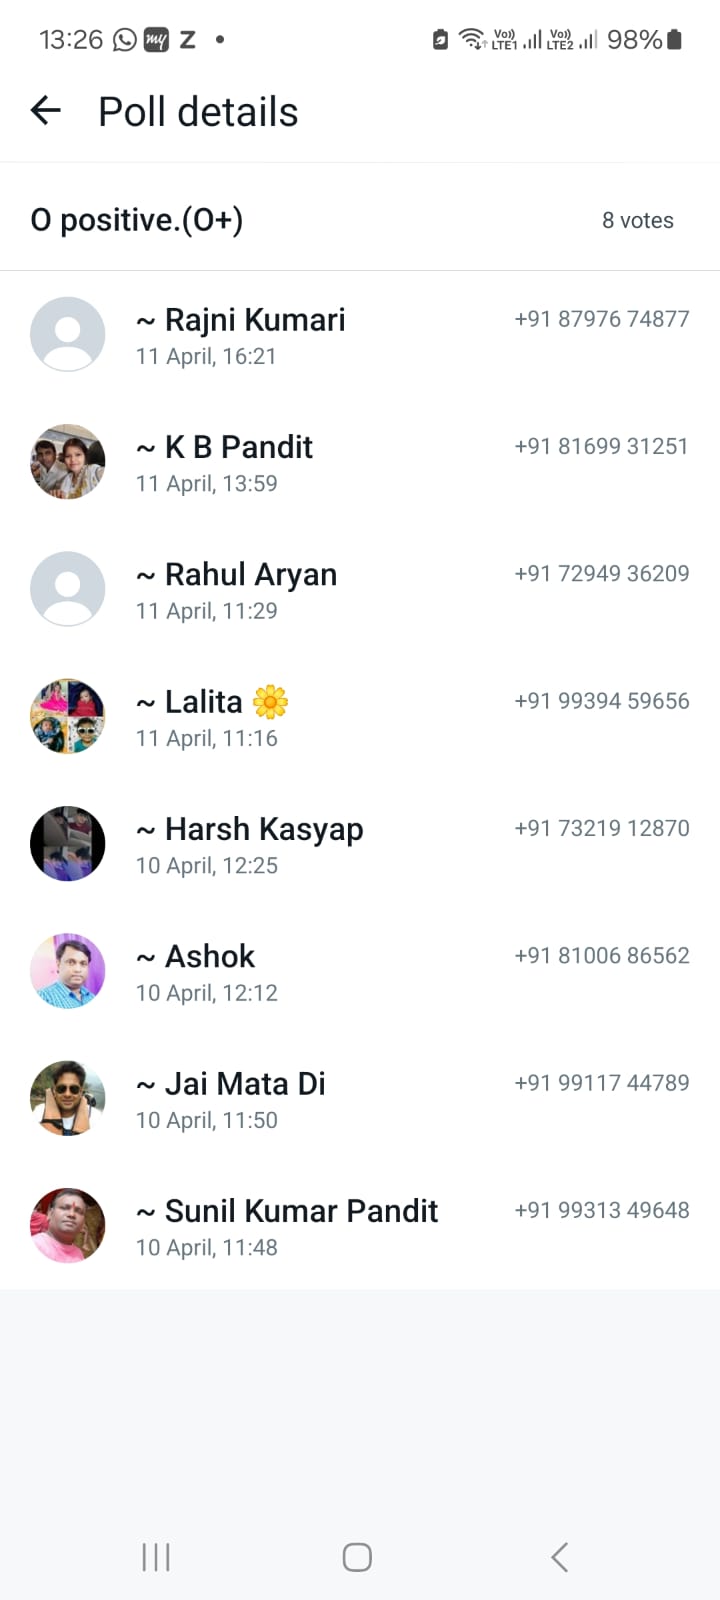 13:26 my Z • Vo) LTE1 Vo) LTE2 98%
Poll details
O positive.(O+) 8 votes
~ Rajni Kumari +91 87976 74877
11 April, 16:21
~ K B Pandit +91 81699 31251
11 April, 13:59
~ Rahul Aryan +91 72949 36209
11 April, 11:29
~ Lalita 🌼 +91 99394 59656
11 April, 11:16
~ Harsh Kasyap +91 73219 12870
10 April, 12:25
~ Ashok +91 81006 86562
10 April, 12:12
~ Jai Mata Di +91 99117 44789
10 April, 11:50
~ Sunil Kumar Pandit +91 99313 49648
10 April, 11:48